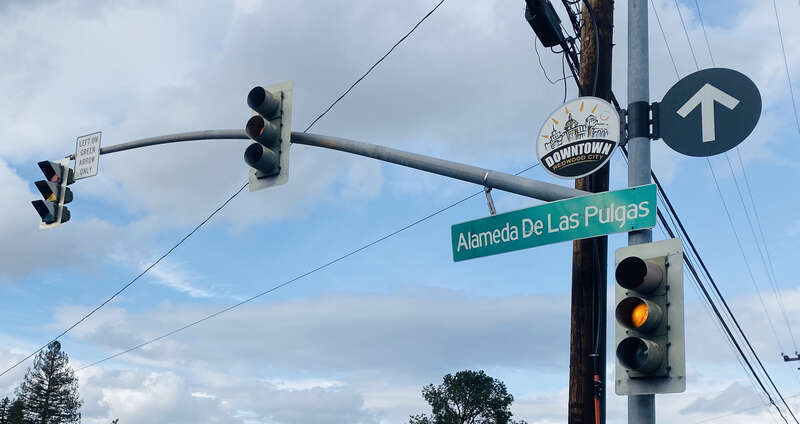 LEFT ON
GREEN
ARROW
ONLY
DOWNTOWN
REDWOOD CITY
Alameda De Las Pulgas